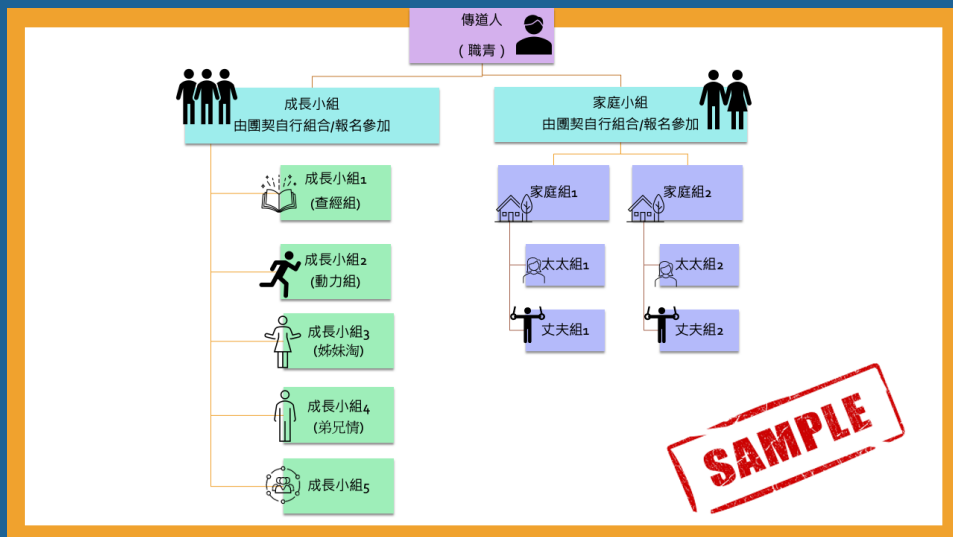 傳道人
(職青)
成長小組
由團契自行組合/報名參加
家庭小組
由團契自行組合/報名參加
成長小組1
(查經組)
成長小組2
(動力組)
成長小組3
(姊妹淘)
成長小組4
(弟兄情)
成長小組5
家庭組1
家庭組2
太太組1
太太組2
丈夫組1
丈夫組2
SAMPLE